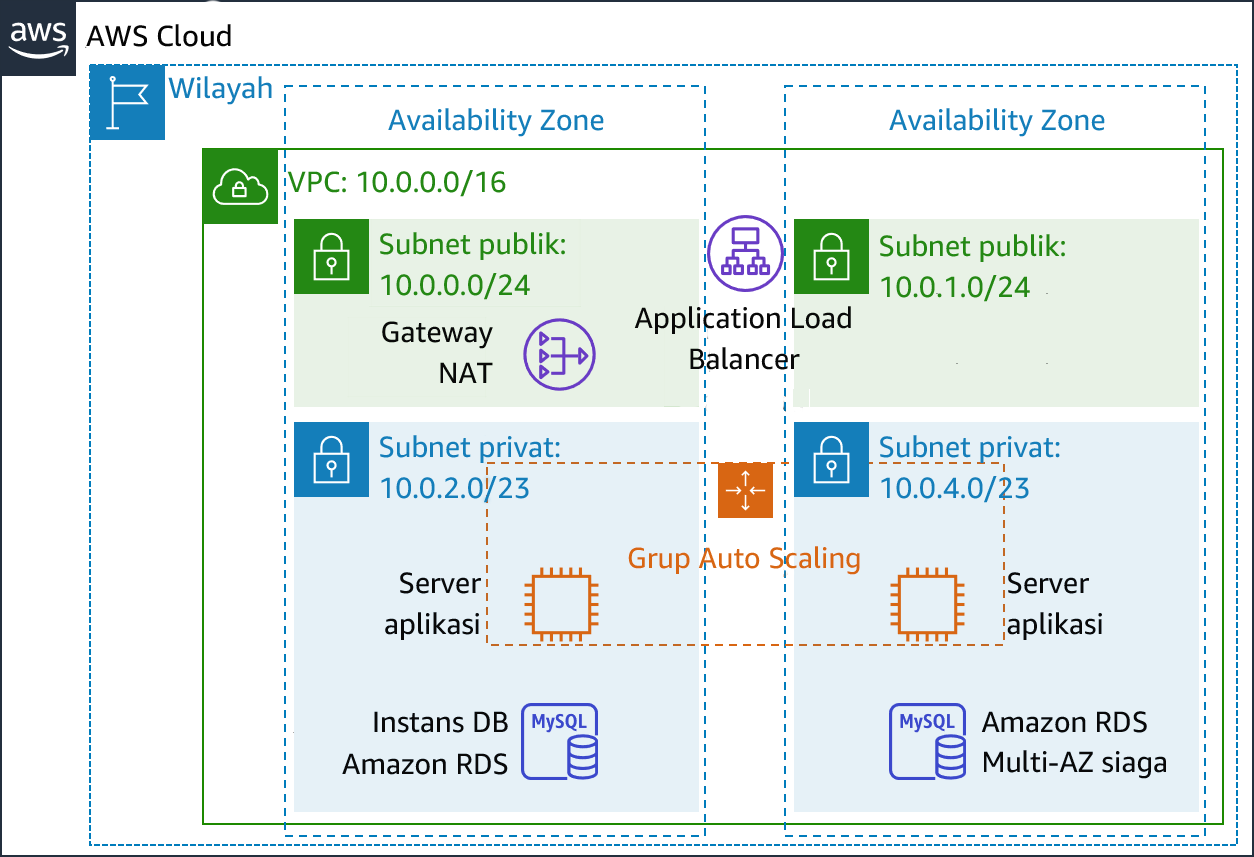 aws
AWS Cloud
Wilayah
Availability Zone
Availability Zone
VPC: 10.0.0.0/16
Subnet publik:
10.0.0.0/24
Gateway
NAT
Application Load
Balancer
Subnet publik:
10.0.1.0/24
Subnet privat:
10.0.2.0/23
Subnet privat:
10.0.4.0/23
Grup Auto Scaling
Server
aplikasi
Server
aplikasi
Instans DB
Amazon RDS
MySQL
MySQL
Amazon RDS
Multi-AZ siaga